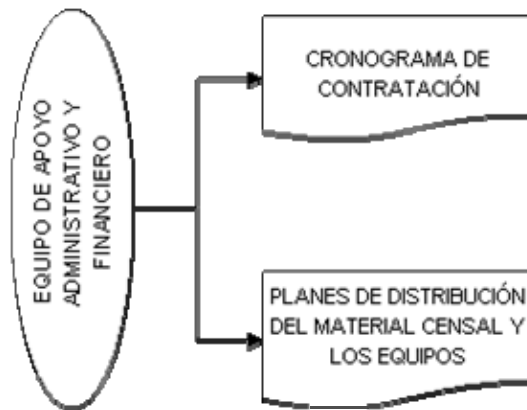 EQUIPO DE APOYO
ADMINISTRATIVO Y
FINANCIERO
CRONOGRAMA DE
CONTRATACIÓN
PLANES DE DISTRIBUCIÓN
DEL MATERIAL CENSAL Y
LOS EQUIPOS